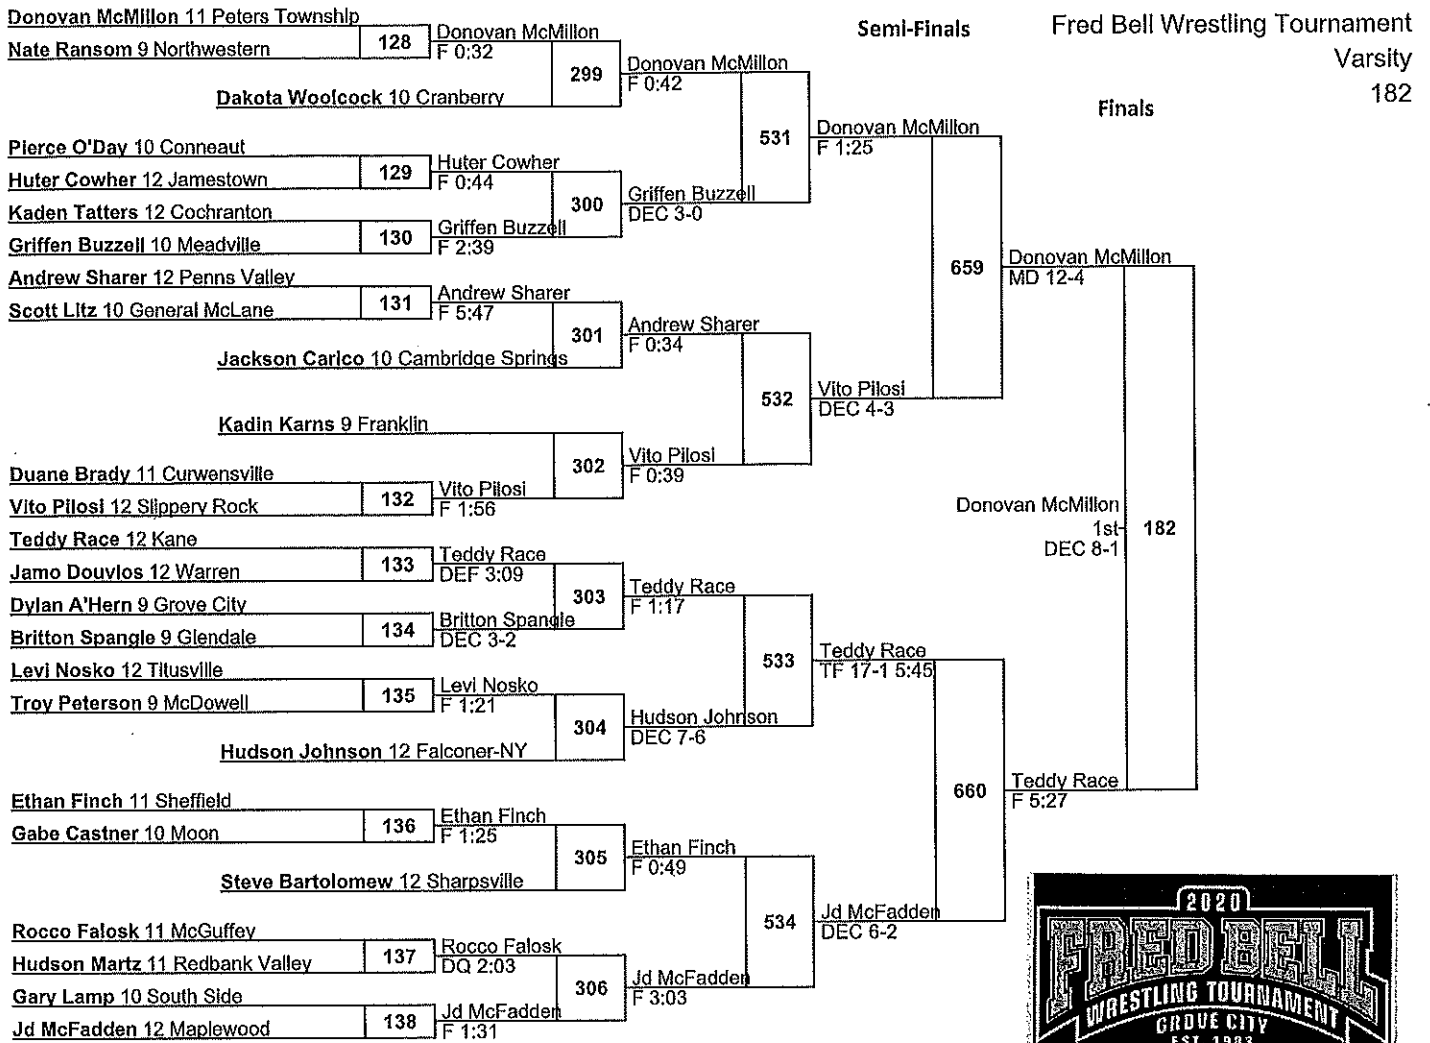 Fred Bell Wrestling Tournament
Varsity
182
Semi-Finals
Finals
Donovan McMillon 11 Peters Township
Nate Ransom 9 Northwestern
128
Donovan McMillon
F 0:32
Dakota Woolcock 10 Cranberry
299
Donovan McMillon
F 0:42
Pierce O'Day 10 Conneaut
Huter Cowher 12 Jamestown
129
Huter Cowher
F 0:44
Kaden Tatters 12 Cochranton
Griffen Buzzell 10 Meadville
130
Griffen Buzzell
F 2:39
300
Griffen Buzzell
DEC 3-0
531
Donovan McMillon
F 1:25
Andrew Sharer 12 Penns Valley
Scott Litz 10 General McLane
131
Andrew Sharer
F 5:47
Jackson Carico 10 Cambridge Springs
301
Andrew Sharer
F 0:34
Kadin Karns 9 Franklin
Duane Brady 11 Curwensville
Vito Pilosi 12 Slippery Rock
132
Vito Pilosi
F 1:56
302
Vito Pilosi
F 0:39
532
Vito Pilosi
DEC 4-3
659
Donovan McMillon
MD 12-4
Teddy Race 12 Kane
Jamo Douvlos 12 Warren
133
Teddy Race
DEF 3:09
Dylan A'Hern 9 Grove City
Britton Spangle 9 Glendale
134
Britton Spangle
DEC 3-2
303
Teddy Race
F 1:17
Levi Nosko 12 Titusville
Troy Peterson 9 McDowell
135
Levi Nosko
F 1:21
Hudson Johnson 12 Falconer-NY
304
Hudson Johnson
DEC 7-6
533
Teddy Race
TF 17-1 5:45
Ethan Finch 11 Sheffield
Gabe Castner 10 Moon
136
Ethan Finch
F 1:25
Steve Bartolomew 12 Sharpsville
305
Ethan Finch
F 0:49
Rocco Falosk 11 McGuffey
Hudson Martz 11 Redbank Valley
137
Rocco Falosk
DQ 2:03
Gary Lamp 10 South Side
Jd McFadden 12 Maplewood
138
Jd McFadden
F 1:31
306
Jd McFadden
F 3:03
534
Jd McFadden
DEC 6-2
660
Teddy Race
F 5:27
Donovan McMillon
1st
DEC 8-1
182
2020
FRED BELL
WRESTLING TOURNAMENT
GROVE CITY
EST. 1983